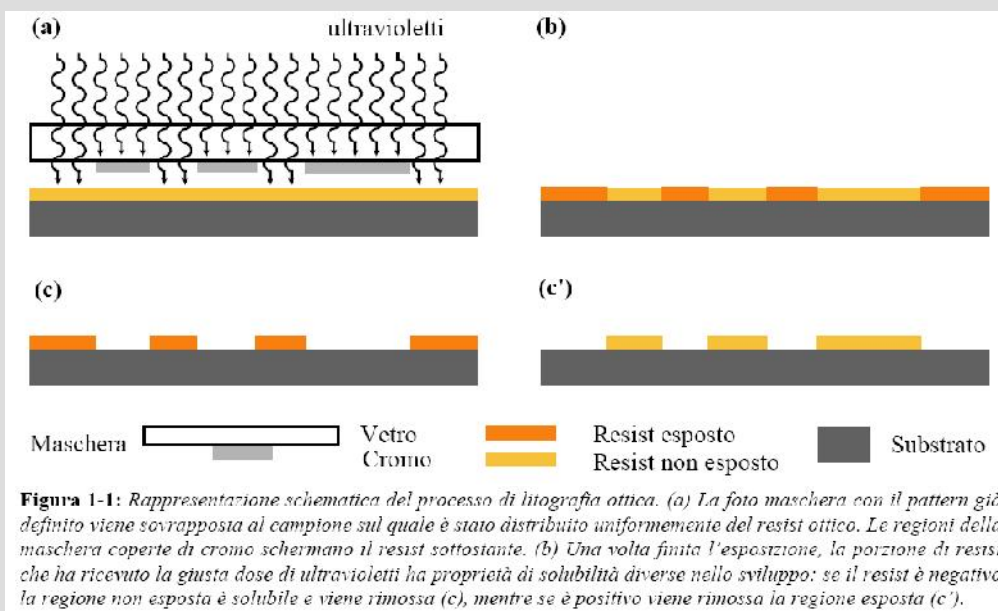 (a)
ultravioletti
(b)
(c)
(c')
Maschera
Vetro
Cromo
Resist esposto
Resist non esposto
Substrato
Figura 1-1: Rappresentazione schematica del processo di litografia ottica. (a) La foto maschera con il pattern già
definito viene sovrapposta al campione sul quale è stato distribuito uniformemente del resist ottico. Le regioni della
maschera coperte di cromo schermano il resist sottostante. (b) Una volta finita l'esposizione, la porzione di resist
che ha ricevuto la giusta dose di ultravioletti ha proprietà di solubilità diverse nello sviluppo: se il resist è negativo
la regione non esposta è solubile e viene rimossa (c), mentre se è positivo viene rimossa la regione esposta (c').